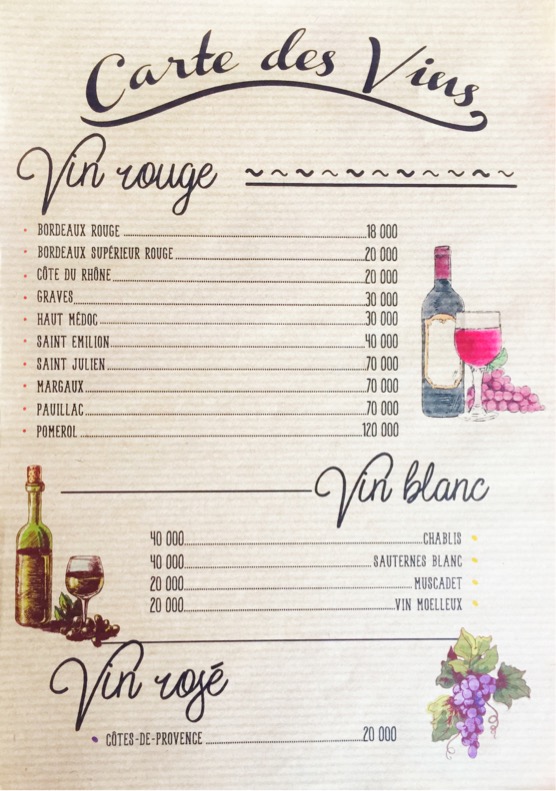 Carte des Vins
Vin rouge
BORDEAUX ROUGE 18 000
BORDEAUX SUPÉRIEUR ROUGE 20 000
CÔTE DU RHÔNE 20 000
GRAVES 30 000
HAUT MÉDOC 30 000
SAINT EMILION 40 000
SAINT JULIEN 70 000
MARGAUX 70 000
PAUILLAC 70 000
POMEROL 120 000
Vin blanc
40 000 CHABLIS
40 000 SAUTERNES BLANC
20 000 MUSCADET
20 000 VIN MOELLEUX
Vin rosé
CÔTES-DE-PROVENCE 20 000